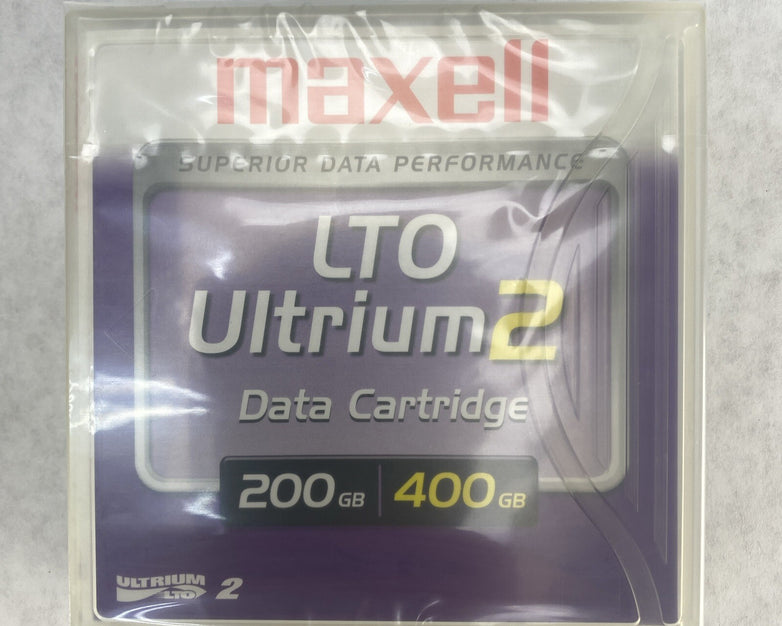 maxell
SUPERIOR DATA PERFORMANCE
LTO
Ultrium2
Data Cartridge
200GB | 400GB
ULTRIUM
LTO 2